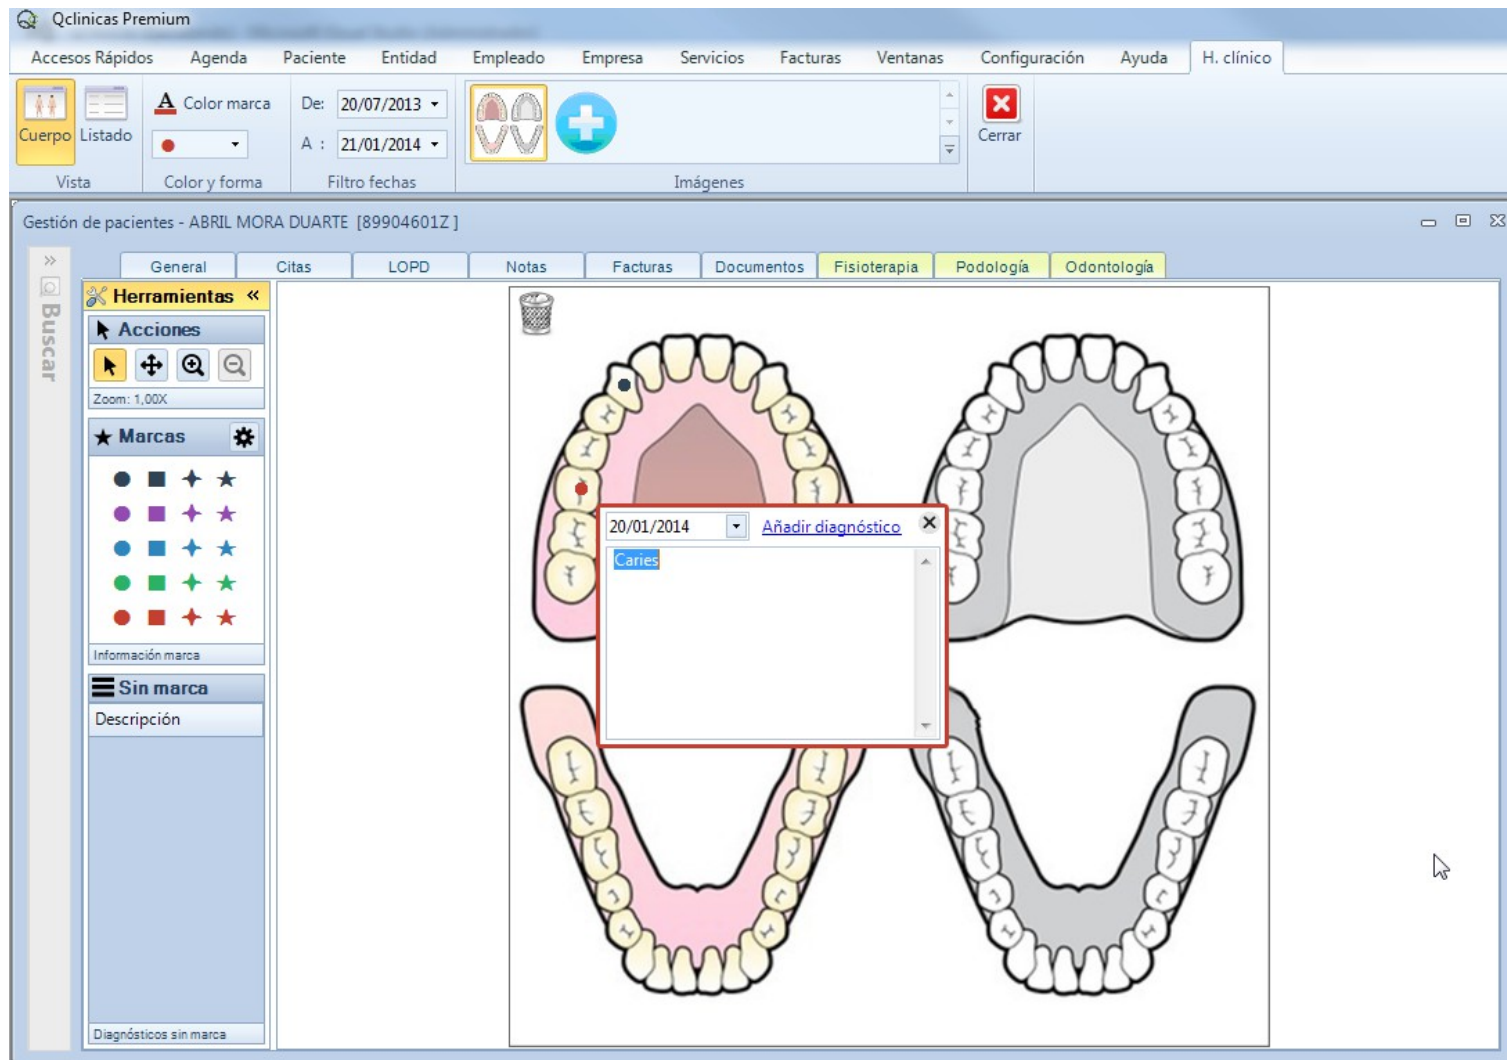 Qclinicas Premium
Accesos Rápidos Agenda Paciente Entidad Empleado Empresa Servicios Facturas Ventanas Configuración Ayuda H. clínico
Cuerpo Listado
Vista
A Color marca
Color y forma
De: 20/07/2013
A : 21/01/2014
Filtro fechas
Imágenes
Cerrar
Gestión de pacientes - ABRIL MORA DUARTE [89904601Z ]
Buscar
General Citas LOPD Notas Facturas Documentos Fisioterapia Podología Odontología
Herramientas «
Acciones
Zoom: 1,00X
Marcas
Información marca
Sin marca
Descripción
Diagnósticos sin marca
20/01/2014 Añadir diagnóstico
Caries